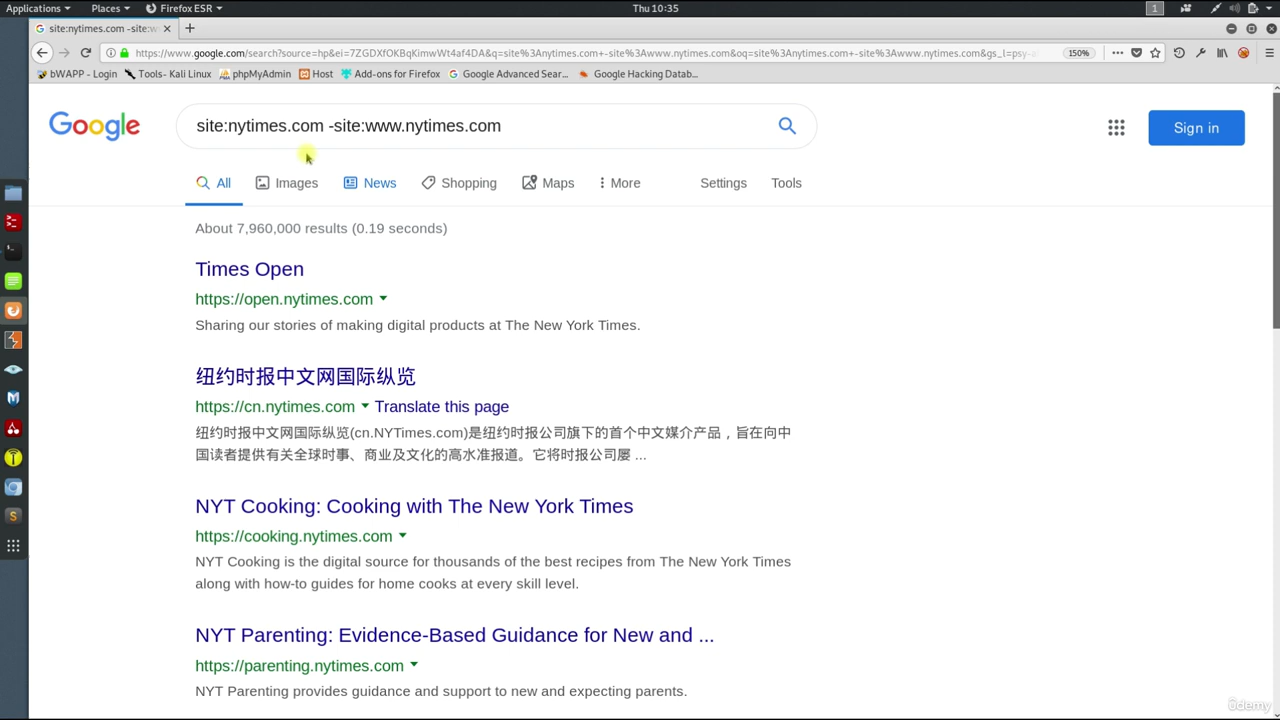 Applications
Places
Firefox ESR
Thu 10:35
1
site:nytimes.com -site:w
https://www.google.com/search?source=hp&ei=7ZGDXfOKBqKimwWt4af4DA&q=site%3Anytimes.com+-site%3Awww.nytimes.com&oq=site%3Anytimes.com+-site%3Awww.nytimes.com&gs_l=psy-
150%
bWAPP - Login
Tools- Kali Linux
phpMyAdmin
Host
Add-ons for Firefox
Google Advanced Sear...
Google Hacking Datab...
Google
site:nytimes.com -site:www.nytimes.com
Sign in
All
Images
News
Shopping
Maps
More
Settings
Tools
About 7,960,000 results (0.19 seconds)
Times Open
https://open.nytimes.com
Sharing our stories of making digital products at The New York Times.
纽约时报中文网国际纵览
https://cn.nytimes.com Translate this page
纽约时报中文网国际纵览(cn.NYTimes.com)是纽约时报公司旗下的首个中文媒介产品，旨在向中
国读者提供有关全球时事、商业及文化的高水准报道。它将时报公司屡 ...
NYT Cooking: Cooking with The New York Times
https://cooking.nytimes.com
NYT Cooking is the digital source for thousands of the best recipes from The New York Times
along with how-to guides for home cooks at every skill level.
NYT Parenting: Evidence-Based Guidance for New and ...
https://parenting.nytimes.com
NYT Parenting provides guidance and support to new and expecting parents.
ûdemy